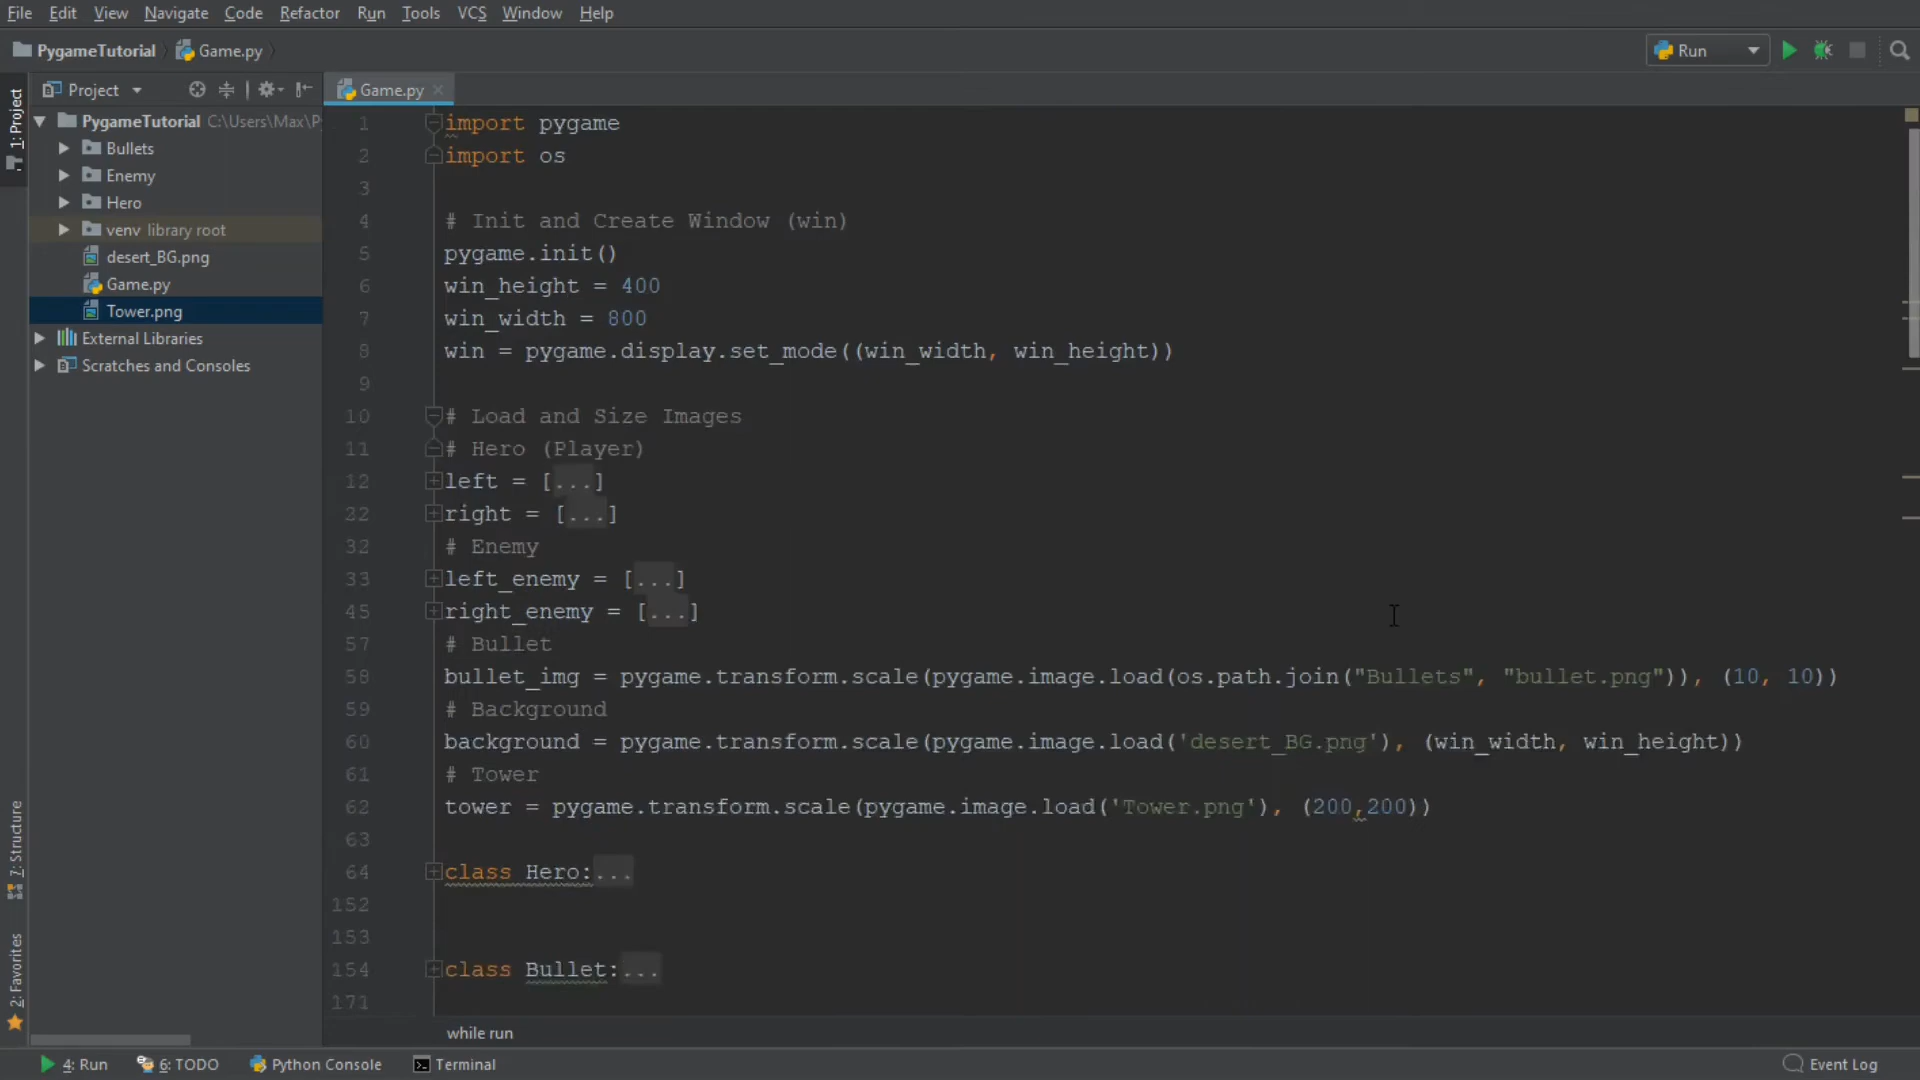 File Edit View Navigate Code Refactor Run Tools VCS Window Help
PygameTutorial Game.py Run
1: Project
Project
Game.py
PygameTutorial C:\Users\Max\P
Bullets
Enemy
Hero
venv library root
desert_BG.png
Game.py
Tower.png
External Libraries
Scratches and Consoles
7: Structure
2: Favorites
1 import pygame
2 import os
3
4 # Init and Create Window (win)
5 pygame.init()
6 win_height = 400
7 win_width = 800
8 win = pygame.display.set_mode((win_width, win_height))
9
10 # Load and Size Images
11 # Hero (Player)
12 left = [...]
22 right = [...]
32 # Enemy
33 left_enemy = [...]
45 right_enemy = [...]
57 # Bullet
58 bullet_img = pygame.transform.scale(pygame.image.load(os.path.join("Bullets", "bullet.png")), (10, 10))
59 # Background
60 background = pygame.transform.scale(pygame.image.load('desert_BG.png'), (win_width, win_height))
61 # Tower
62 tower = pygame.transform.scale(pygame.image.load('Tower.png'), (200,200))
63
64 class Hero:...
152
153
154 class Bullet:...
171
while run
4: Run 6: TODO Python Console Terminal Event Log